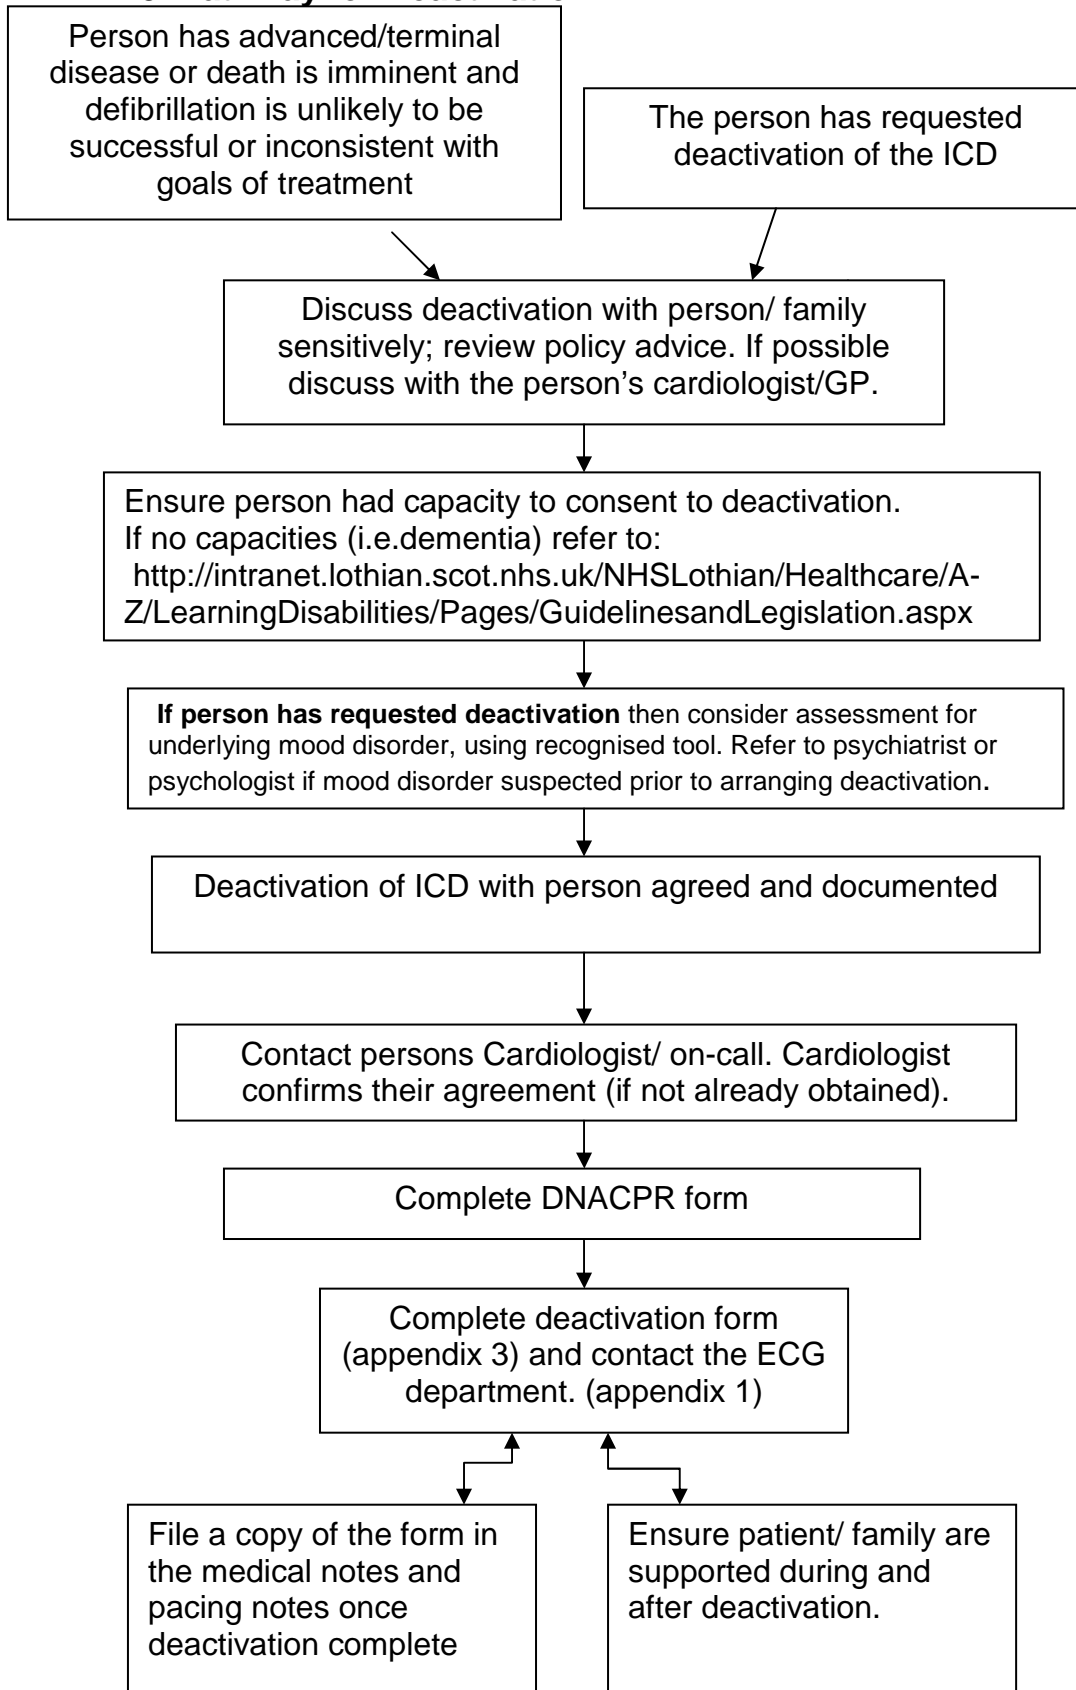 Person has advanced/terminal
disease or death is imminent and
defibrillation is unlikely to be
successful or inconsistent with
goals of treatment
The person has requested
deactivation of the ICD
Discuss deactivation with person/ family
sensitively; review policy advice. If possible
discuss with the person's cardiologist/GP.
Ensure person had capacity to consent to deactivation.
If no capacities (i.e.dementia) refer to:
http://intranet.lothian.scot.nhs.uk/NHSLothian/Healthcare/A-
Z/LearningDisabilities/Pages/GuidelinesandLegislation.aspx
If person has requested deactivation then consider assessment for
underlying mood disorder, using recognised tool. Refer to psychiatrist or
psychologist if mood disorder suspected prior to arranging deactivation.
Deactivation of ICD with person agreed and documented
Contact persons Cardiologist/ on-call. Cardiologist
confirms their agreement (if not already obtained).
Complete DNACPR form
Complete deactivation form
(appendix 3) and contact the ECG
department. (appendix 1)
File a copy of the form in
the medical notes and
pacing notes once
deactivation complete
Ensure patient/ family are
supported during and
after deactivation.